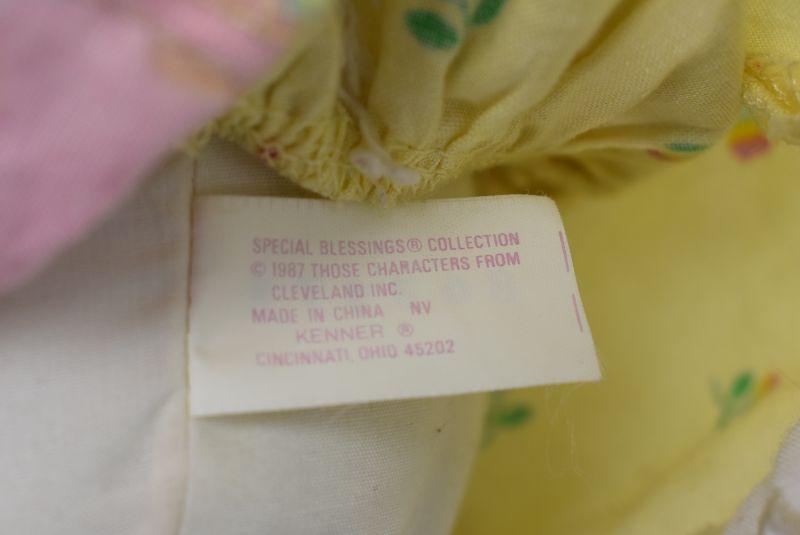 SPECIAL BLESSINGS® COLLECTION
© 1987 THOSE CHARACTERS FROM
CLEVELAND INC.
MADE IN CHINA NV
KENNER ®
CINCINNATI, OHIO 45202